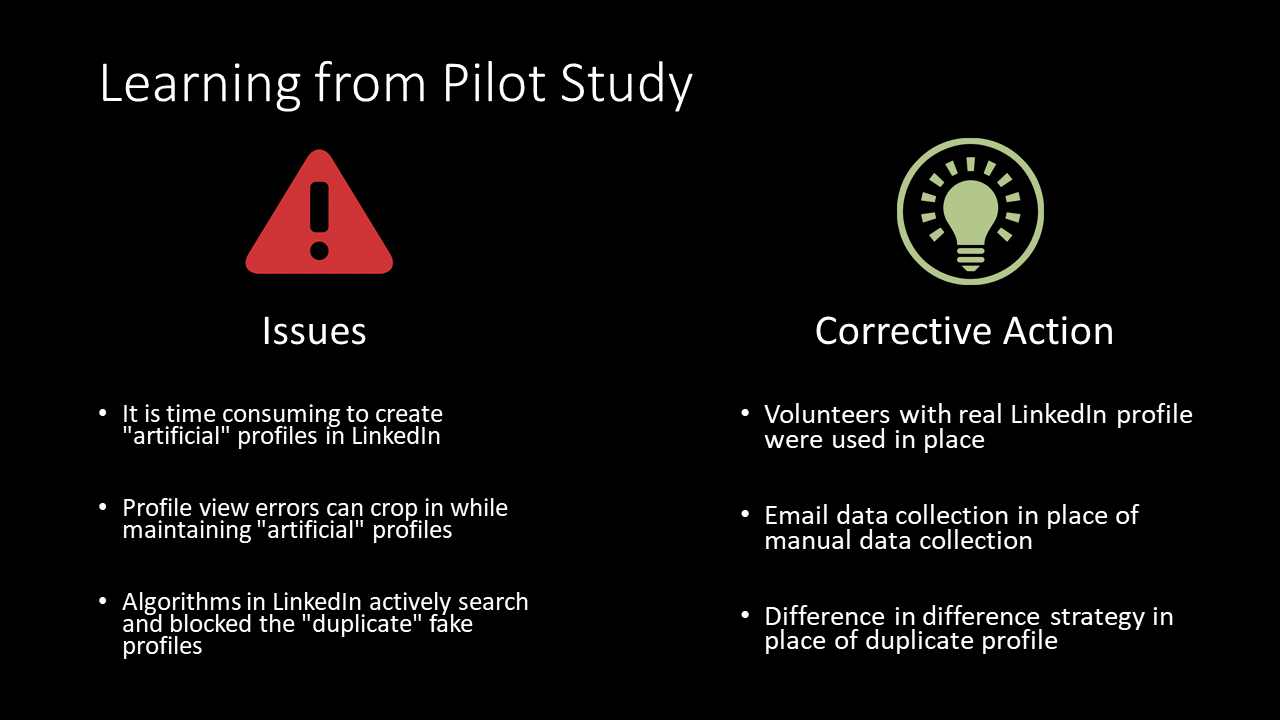 Learning from Pilot Study
Issues
• It is time consuming to create
"artificial" profiles in LinkedIn
• Profile view errors can crop in while
maintaining "artificial" profiles
• Algorithms in LinkedIn actively search
and blocked the "duplicate" fake
profiles
Corrective Action
• Volunteers with real LinkedIn profile
were used in place
• Email data collection in place of
manual data collection
• Difference in difference strategy in
place of duplicate profile